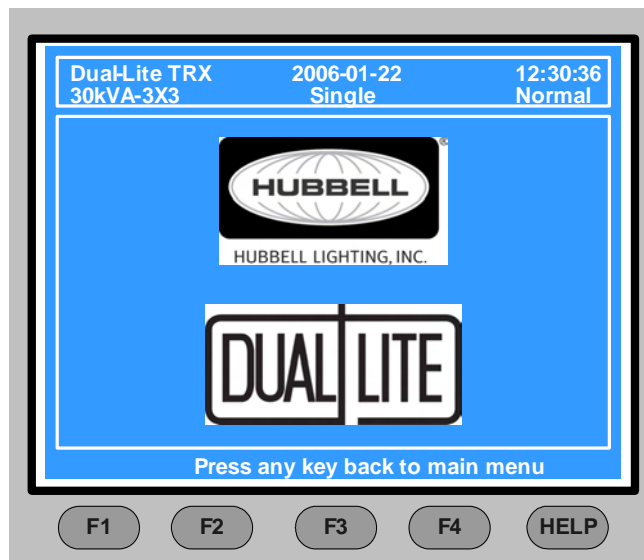 Dual-Lite TRX 2006-01-22 12:30:36
30kVA-3X3 Single Normal
HUBBELL
®
HUBBELL LIGHTING, INC.
DUAL LITE
Press any key back to main menu
F1 F2 F3 F4 HELP